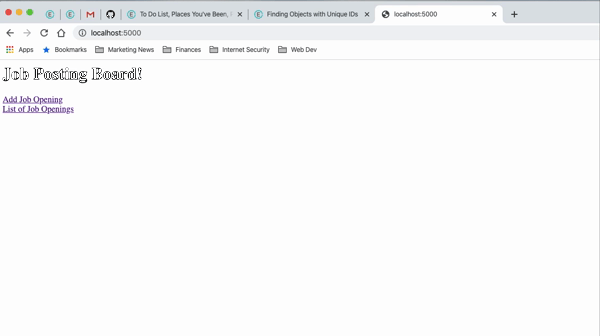 To Do List, Places You've Been,
Finding Objects with Unique IDs
localhost:5000
localhost:5000
Apps
Bookmarks
Marketing News
Finances
Internet Security
Web Dev
Job Posting Board!
Add Job Opening
List of Job Openings